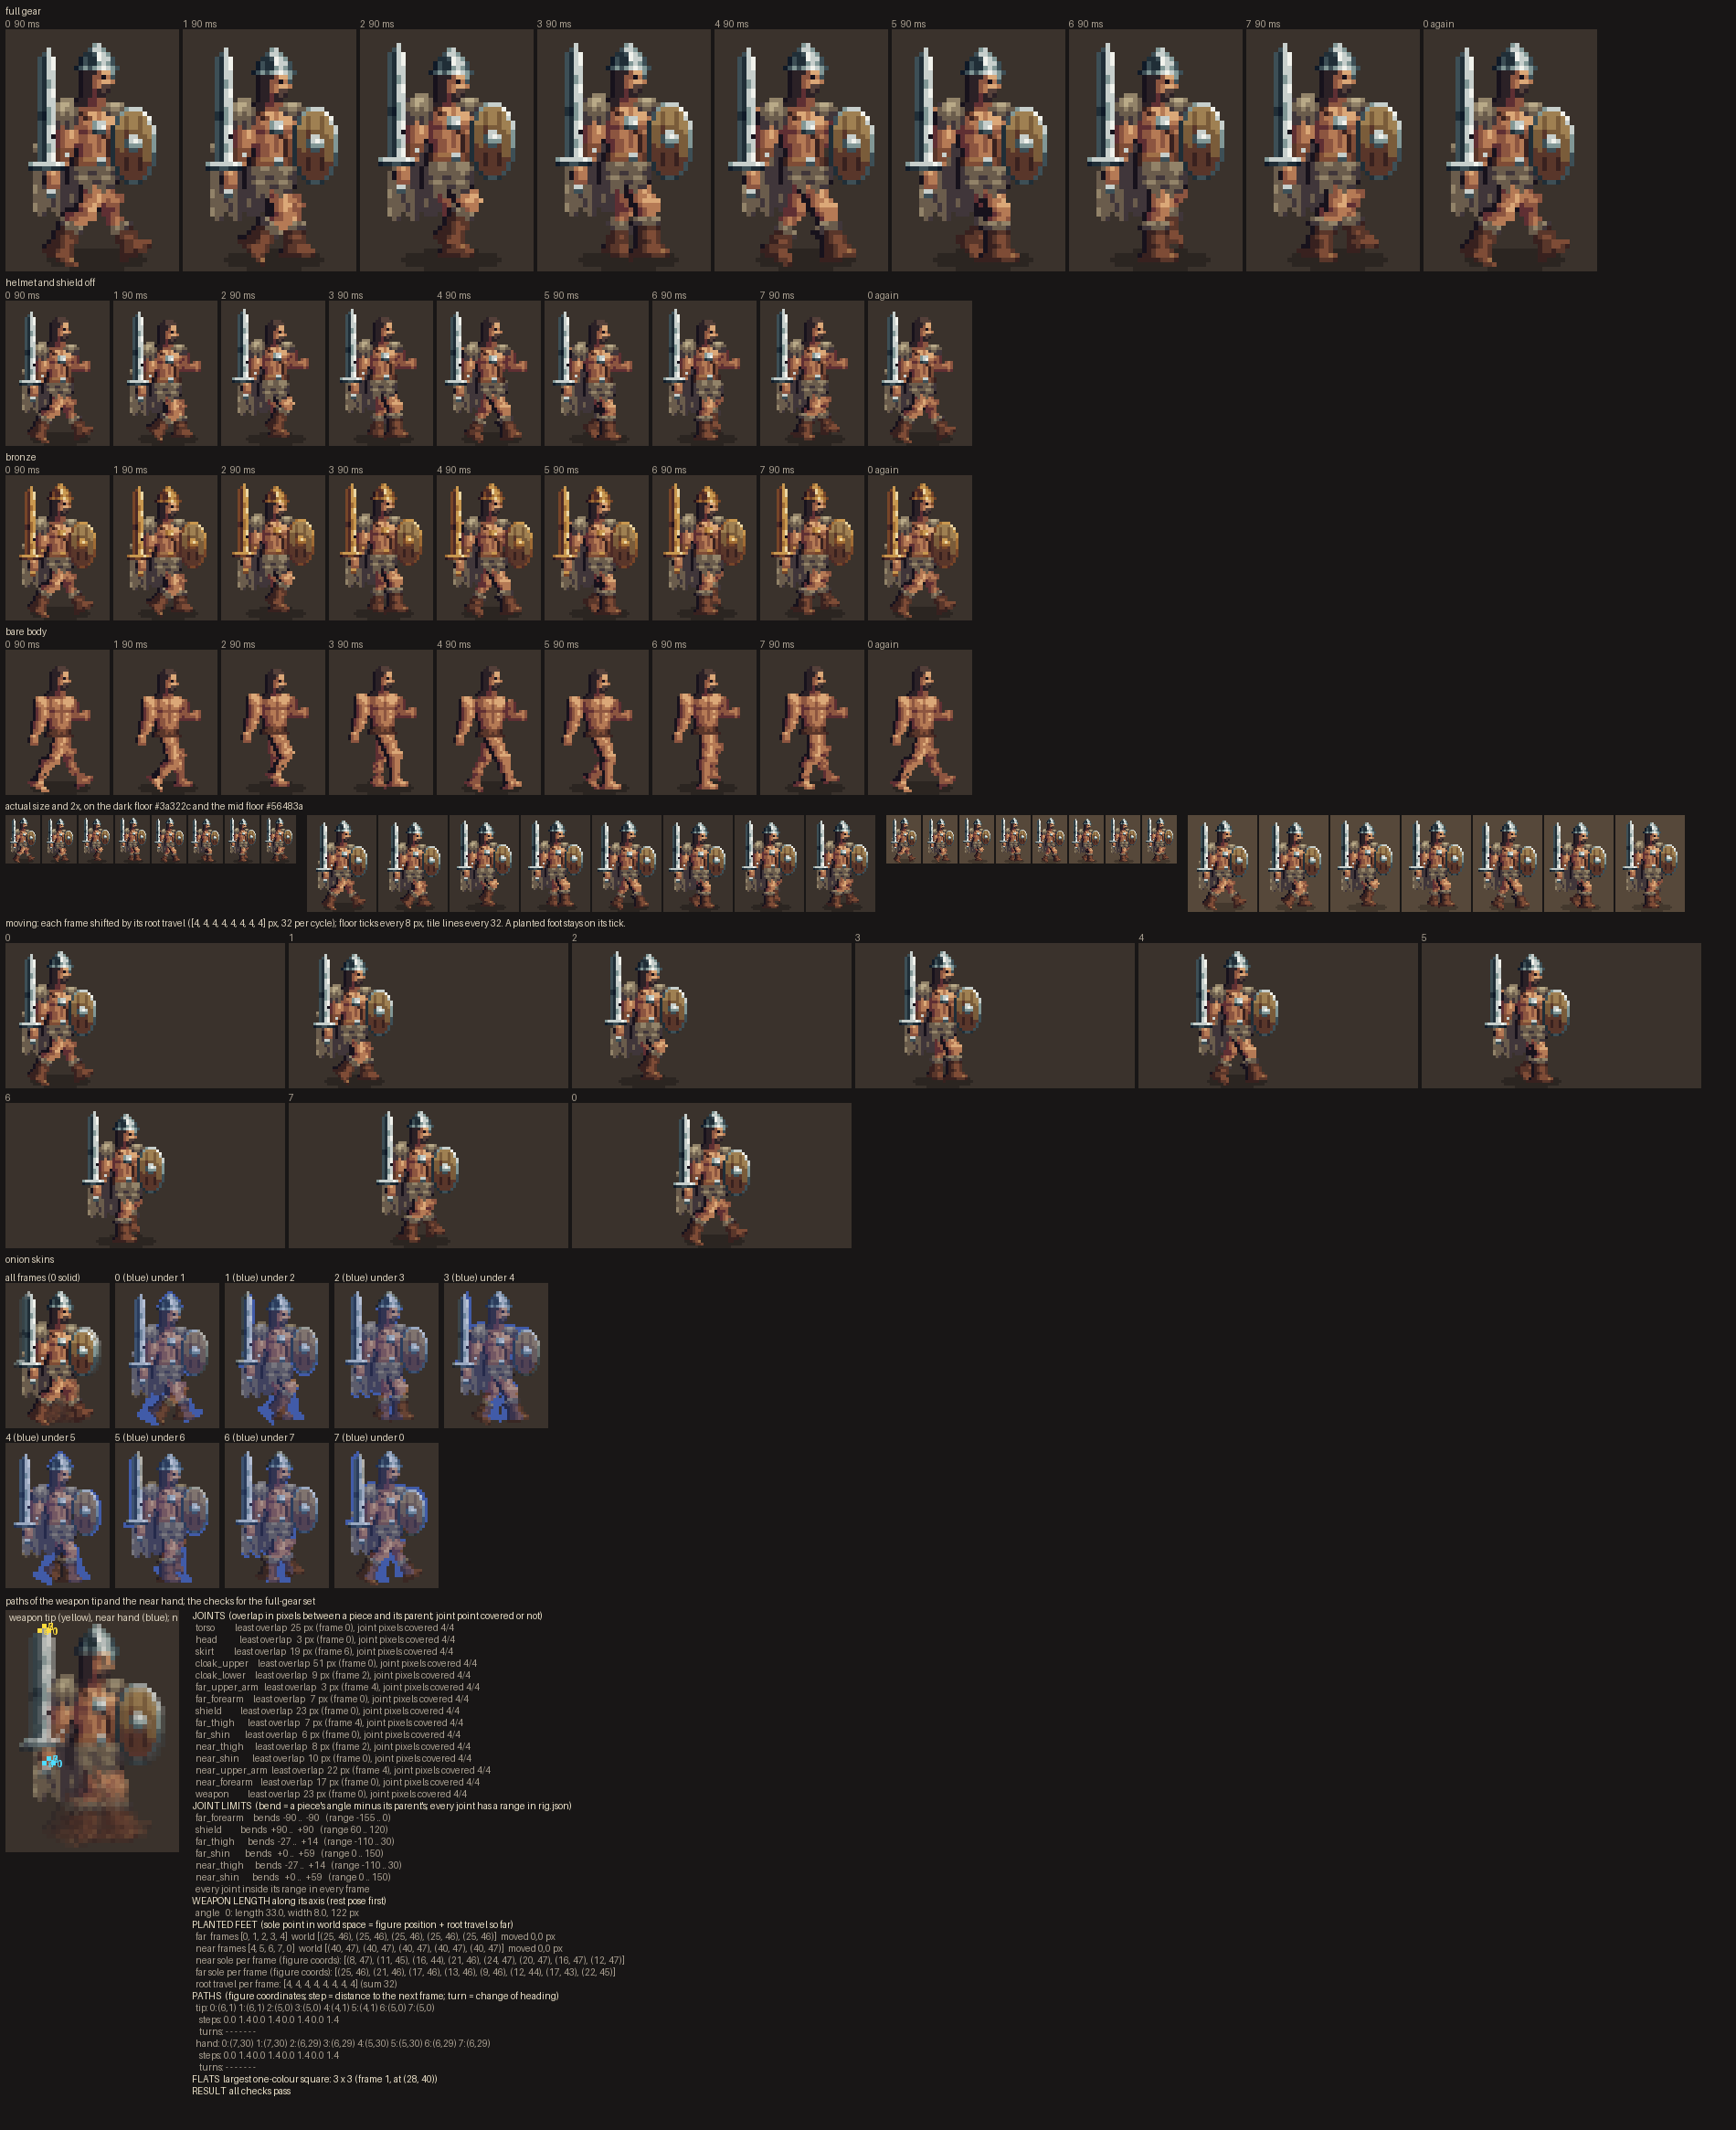 full gear
0 90 ms 1 90 ms 2 90 ms 3 90 ms 4 90 ms 5 90 ms 6 90 ms 7 90 ms 0 again
helmet and shield off
0 90 ms 1 90 ms 2 90 ms 3 90 ms 4 90 ms 5 90 ms 6 90 ms 7 90 ms 0 again
bronze
0 90 ms 1 90 ms 2 90 ms 3 90 ms 4 90 ms 5 90 ms 6 90 ms 7 90 ms 0 again
bare body
0 90 ms 1 90 ms 2 90 ms 3 90 ms 4 90 ms 5 90 ms 6 90 ms 7 90 ms 0 again
actual size and 2x, on the dark floor #3a322c and the mid floor #56483a
moving: each frame shifted by its root travel ([4, 4, 4, 4, 4, 4, 4, 4] px, 32 per cycle); floor ticks every 8 px, tile lines every 32. A planted foot stays on its tick.
0 1 2 3 4 5
6 7 0
onion skins
all frames (0 solid) 0 (blue) under 1 1 (blue) under 2 2 (blue) under 3 3 (blue) under 4
4 (blue) under 5 5 (blue) under 6 6 (blue) under 7 7 (blue) under 0
paths of the weapon tip and the near hand; the checks for the full-gear set
weapon tip (yellow), near hand (blue); n
JOINTS (overlap in pixels between a piece and its parent; joint point covered or not)
torso least overlap 25 px (frame 0), joint pixels covered 4/4
head least overlap 3 px (frame 0), joint pixels covered 4/4
skirt least overlap 19 px (frame 6), joint pixels covered 4/4
cloak_upper least overlap 51 px (frame 0), joint pixels covered 4/4
cloak_lower least overlap 9 px (frame 2), joint pixels covered 4/4
far_upper_arm least overlap 3 px (frame 4), joint pixels covered 4/4
far_forearm least overlap 7 px (frame 0), joint pixels covered 4/4
shield least overlap 23 px (frame 0), joint pixels covered 4/4
far_thigh least overlap 7 px (frame 4), joint pixels covered 4/4
far_shin least overlap 6 px (frame 0), joint pixels covered 4/4
near_thigh least overlap 8 px (frame 2), joint pixels covered 4/4
near_shin least overlap 10 px (frame 0), joint pixels covered 4/4
near_upper_arm least overlap 22 px (frame 4), joint pixels covered 4/4
near_forearm least overlap 17 px (frame 0), joint pixels covered 4/4
weapon least overlap 23 px (frame 0), joint pixels covered 4/4
JOINT LIMITS (bend = a piece's angle minus its parent's; every joint has a range in rig.json)
far_forearm bends -90 .. -90 (range -155 .. 0)
shield bends +90 .. +90 (range 60 .. 120)
far_thigh bends -27 .. +14 (range -110 .. 30)
far_shin bends +0 .. +59 (range 0 .. 150)
near_thigh bends -27 .. +14 (range -110 .. 30)
near_shin bends +0 .. +59 (range 0 .. 150)
every joint inside its range in every frame
WEAPON LENGTH along its axis (rest pose first)
angle 0: length 33.0, width 8.0, 122 px
PLANTED FEET (sole point in world space = figure position + root travel so far)
far frames [0, 1, 2, 3, 4] world [(25, 46), (25, 46), (25, 46), (25, 46), (25, 46)] moved 0,0 px
near frames [4, 5, 6, 7, 0] world [(40, 47), (40, 47), (40, 47), (40, 47), (40, 47)] moved 0,0 px
near sole per frame (figure coords): [(8, 47), (11, 45), (16, 44), (21, 46), (24, 47), (20, 47), (16, 47), (12, 47)]
far sole per frame (figure coords): [(25, 46), (21, 46), (17, 46), (13, 46), (9, 46), (12, 44), (17, 43), (22, 45)]
root travel per frame: [4, 4, 4, 4, 4, 4, 4, 4] (sum 32)
PATHS (figure coordinates; step = distance to the next frame; turn = change of heading)
tip: 0:(6,1) 1:(6,1) 2:(5,0) 3:(5,0) 4:(4,1) 5:(4,1) 6:(5,0) 7:(5,0)
steps: 0.0 1.4 0.0 1.4 0.0 1.4 0.0 1.4
turns: - - - - - - -
hand: 0:(7,30) 1:(7,30) 2:(6,29) 3:(6,29) 4:(5,30) 5:(5,30) 6:(6,29) 7:(6,29)
steps: 0.0 1.4 0.0 1.4 0.0 1.4 0.0 1.4
turns: - - - - - - -
FLATS largest one-colour square: 3 x 3 (frame 1, at (28, 40))
RESULT all checks pass